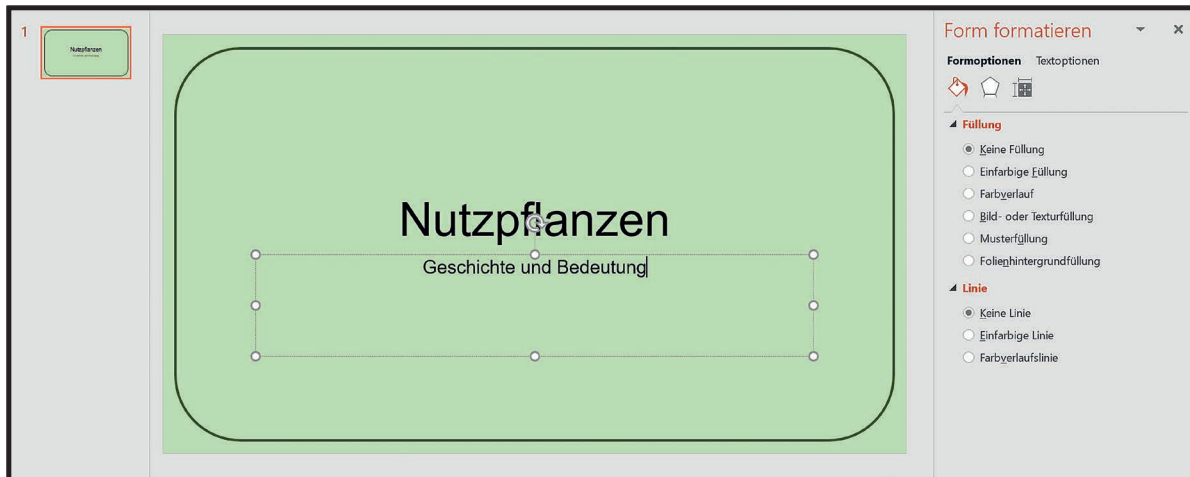 1
Nutzpflanzen
Nutzpflanzen
Geschichte und Bedeutung
Form formatieren
Formoptionen Textoptionen
Füllung
Keine Füllung
Einfarbige Füllung
Farbverlauf
Bild- oder Texturfüllung
Musterfüllung
Folienhintergrundfüllung
Linie
Keine Linie
Einfarbige Linie
Farbverlaufslinie